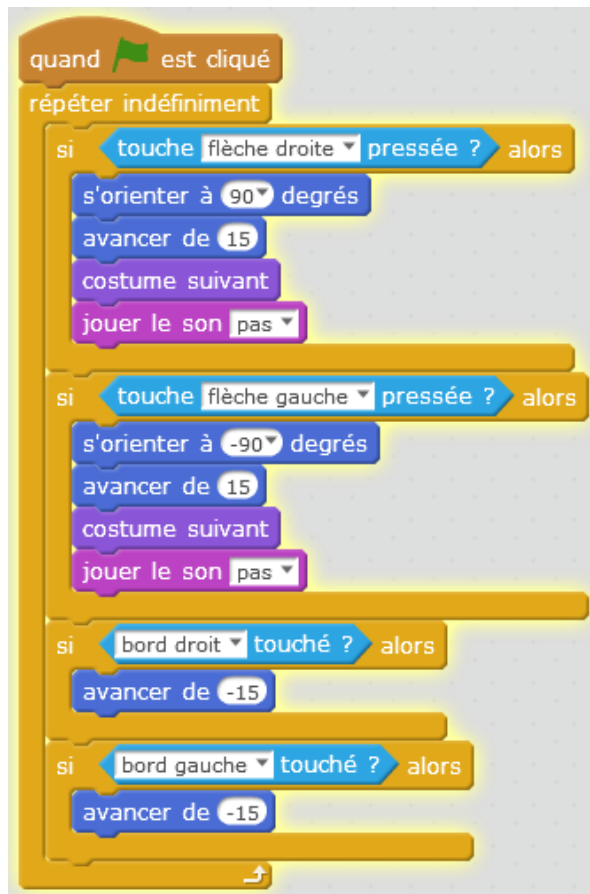 quand est cliqué
répéter indéfiniment
si touche flèche droite pressée ? alors
s'orienter à 90 degrés
avancer de 15
costume suivant
jouer le son pas
si touche flèche gauche pressée ? alors
s'orienter à -90 degrés
avancer de 15
costume suivant
jouer le son pas
si bord droit touché ? alors
avancer de -15
si bord gauche touché ? alors
avancer de -15